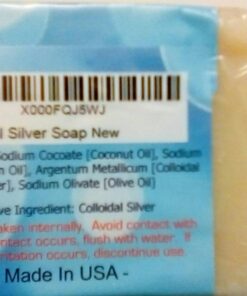 X000FQJ5WJ
l Silver Soap New
Sodium Cocoate [Coconut Oil], Sodium
Oil], Argentum Metallicum [Colloidal
er], Sodium Olivate [Olive Oil]
ve Ingredient: Colloidal Silver
aken internally. Avoid contact with
ontact occurs, flush with water. If
rritation occurs, discontinue use.
Made In USA -